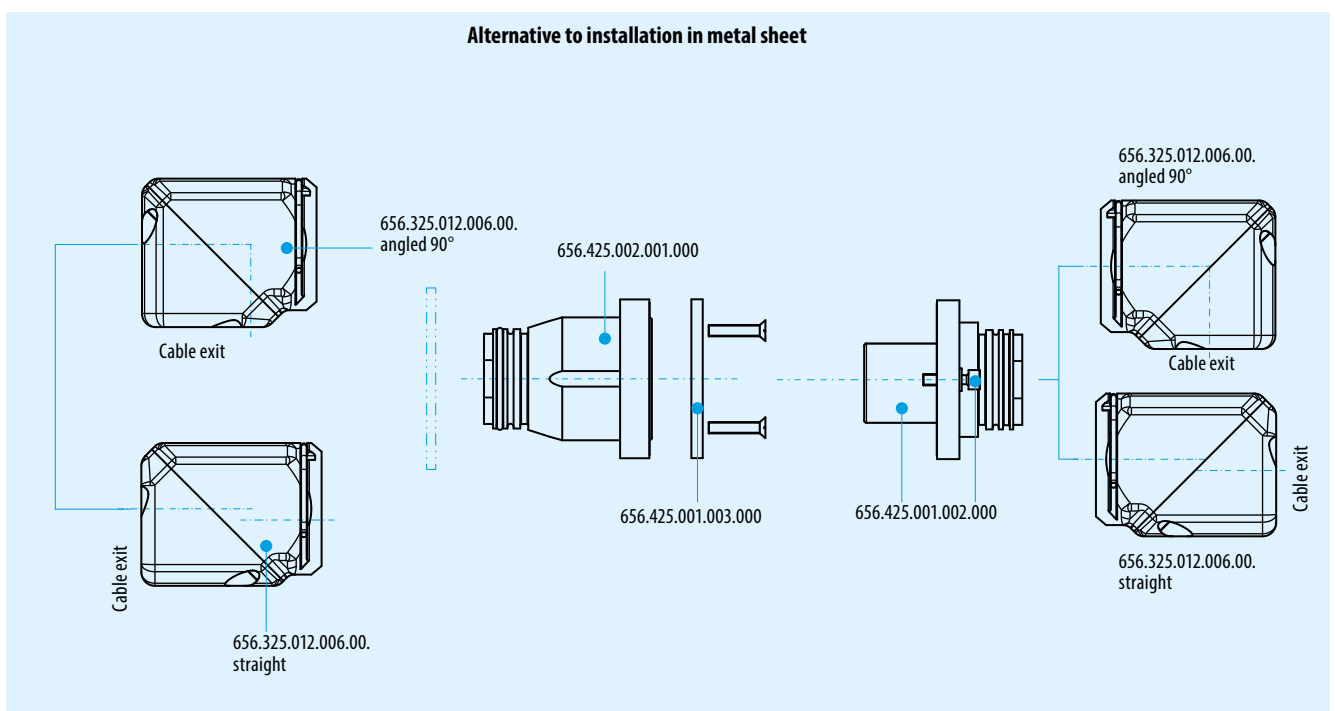 Alternative to installation in metal sheet
656.325.012.006.00.
angled 90°
Cable exit
656.325.012.006.00.
angled 90°
656.425.002.001.000
Cable exit
656.425.001.003.000
656.425.001.002.000
Cable exit
656.325.012.006.00.
straight
Cable exit
656.325.012.006.00.
straight